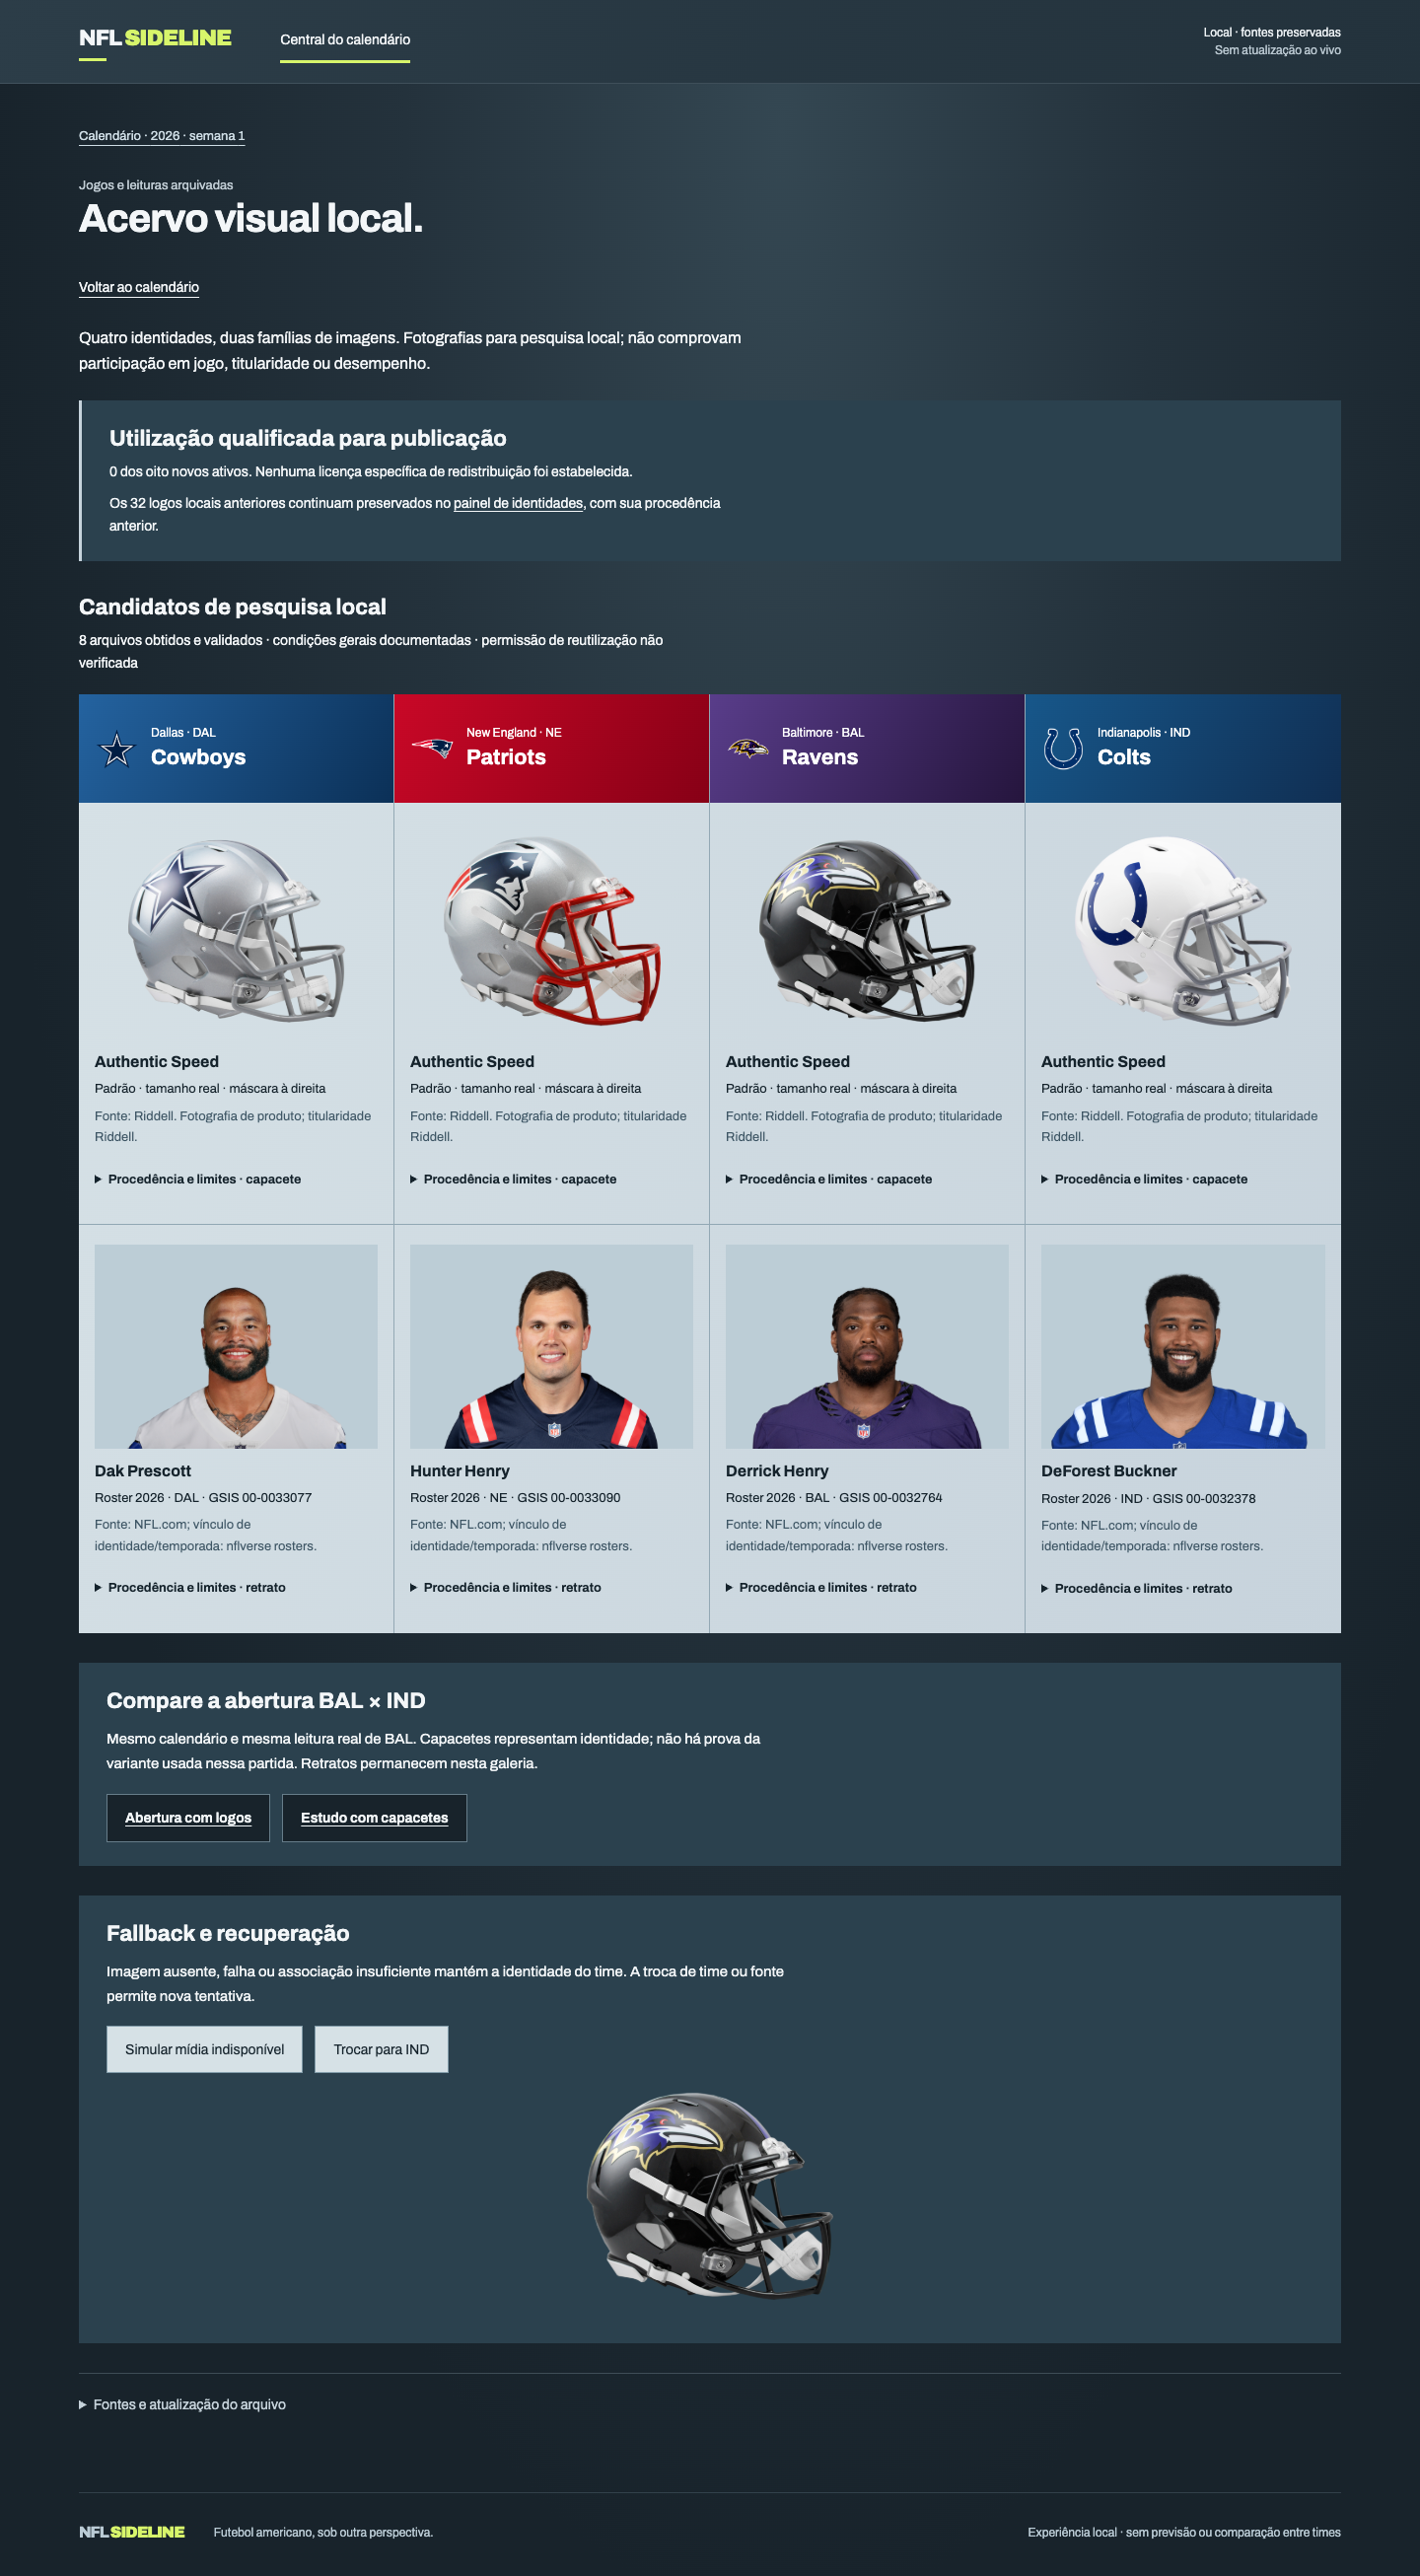 NFL SIDELINE
Central do calendário
Local · fontes preservadas
Sem atualização ao vivo
Calendário · 2026 · semana 1
Jogos e leituras arquivadas
Acervo visual local.
Voltar ao calendário
Quatro identidades, duas famílias de imagens. Fotografias para pesquisa local; não comprovam
participação em jogo, titularidade ou desempenho.
Utilização qualificada para publicação
0 dos oito novos ativos. Nenhuma licença específica de redistribuição foi estabelecida.
Os 32 logos locais anteriores continuam preservados no painel de identidades, com sua procedência
anterior.
Candidatos de pesquisa local
8 arquivos obtidos e validados · condições gerais documentadas · permissão de reutilização não
verificada
Dallas · DAL
Cowboys
New England · NE
Patriots
Baltimore · BAL
Ravens
Indianapolis · IND
Colts
Authentic Speed
Padrão · tamanho real · máscara à direita
Fonte: Riddell. Fotografia de produto; titularidade
Riddell.
▶ Procedência e limites · capacete
Authentic Speed
Padrão · tamanho real · máscara à direita
Fonte: Riddell. Fotografia de produto; titularidade
Riddell.
▶ Procedência e limites · capacete
Authentic Speed
Padrão · tamanho real · máscara à direita
Fonte: Riddell. Fotografia de produto; titularidade
Riddell.
▶ Procedência e limites · capacete
Authentic Speed
Padrão · tamanho real · máscara à direita
Fonte: Riddell. Fotografia de produto; titularidade
Riddell.
▶ Procedência e limites · capacete
Dak Prescott
Roster 2026 · DAL · GSIS 00-0033077
Fonte: NFL.com; vínculo de
identidade/temporada: nflverse rosters.
▶ Procedência e limites · retrato
Hunter Henry
Roster 2026 · NE · GSIS 00-0033090
Fonte: NFL.com; vínculo de
identidade/temporada: nflverse rosters.
▶ Procedência e limites · retrato
Derrick Henry
Roster 2026 · BAL · GSIS 00-0032764
Fonte: NFL.com; vínculo de
identidade/temporada: nflverse rosters.
▶ Procedência e limites · retrato
DeForest Buckner
Roster 2026 · IND · GSIS 00-0032378
Fonte: NFL.com; vínculo de
identidade/temporada: nflverse rosters.
▶ Procedência e limites · retrato
Compare a abertura BAL × IND
Mesmo calendário e mesma leitura real de BAL. Capacetes representam identidade; não há prova da
variante usada nessa partida. Retratos permanecem nesta galeria.
Abertura com logos
Estudo com capacetes
Fallback e recuperação
Imagem ausente, falha ou associação insuficiente mantém a identidade do time. A troca de time ou fonte
permite nova tentativa.
Simular mídia indisponível
Trocar para IND
▶ Fontes e atualização do arquivo
NFL SIDELINE
Futebol americano, sob outra perspectiva.
Experiência local · sem previsão ou comparação entre times